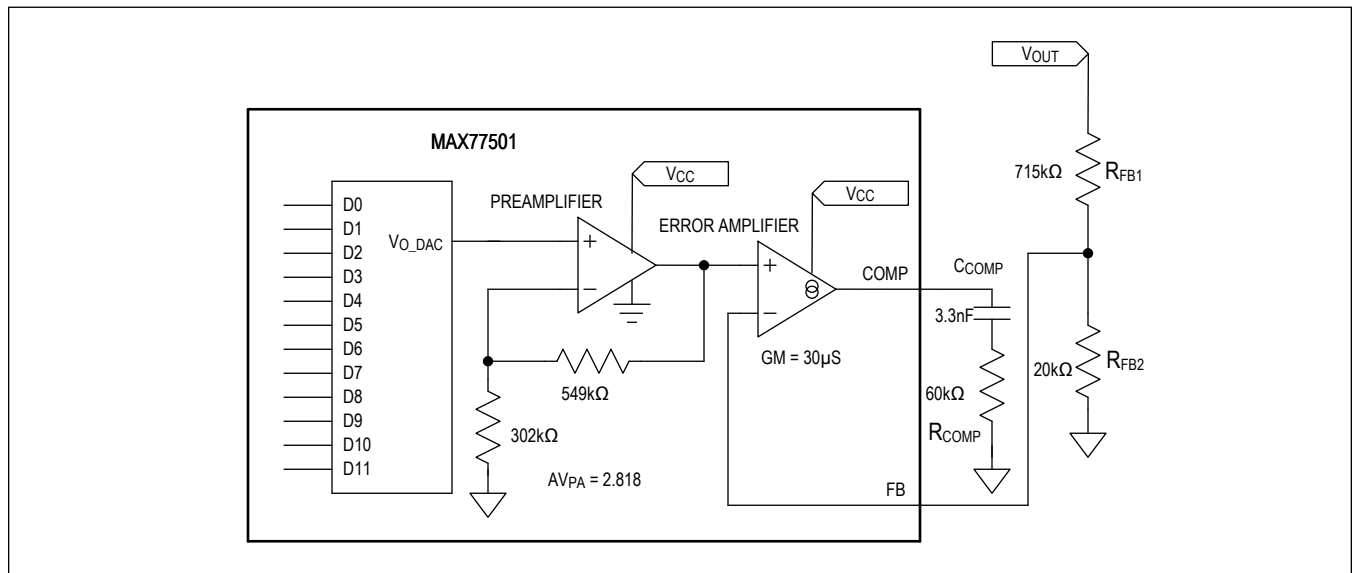 VOUT
MAX77501
715kΩ RFB1
VCC
PREAMPLIFIER
VCC
ERROR AMPLIFIER
D0
D1
D2
D3
D4
D5
D6
D7
D8
D9
D10
D11
VO_DAC
+
−
+
−
COMP
CCOMP
3.3nF
GM = 30µS
549kΩ
302kΩ
60kΩ
RCOMP
20kΩ RFB2
AVPA = 2.818
FB